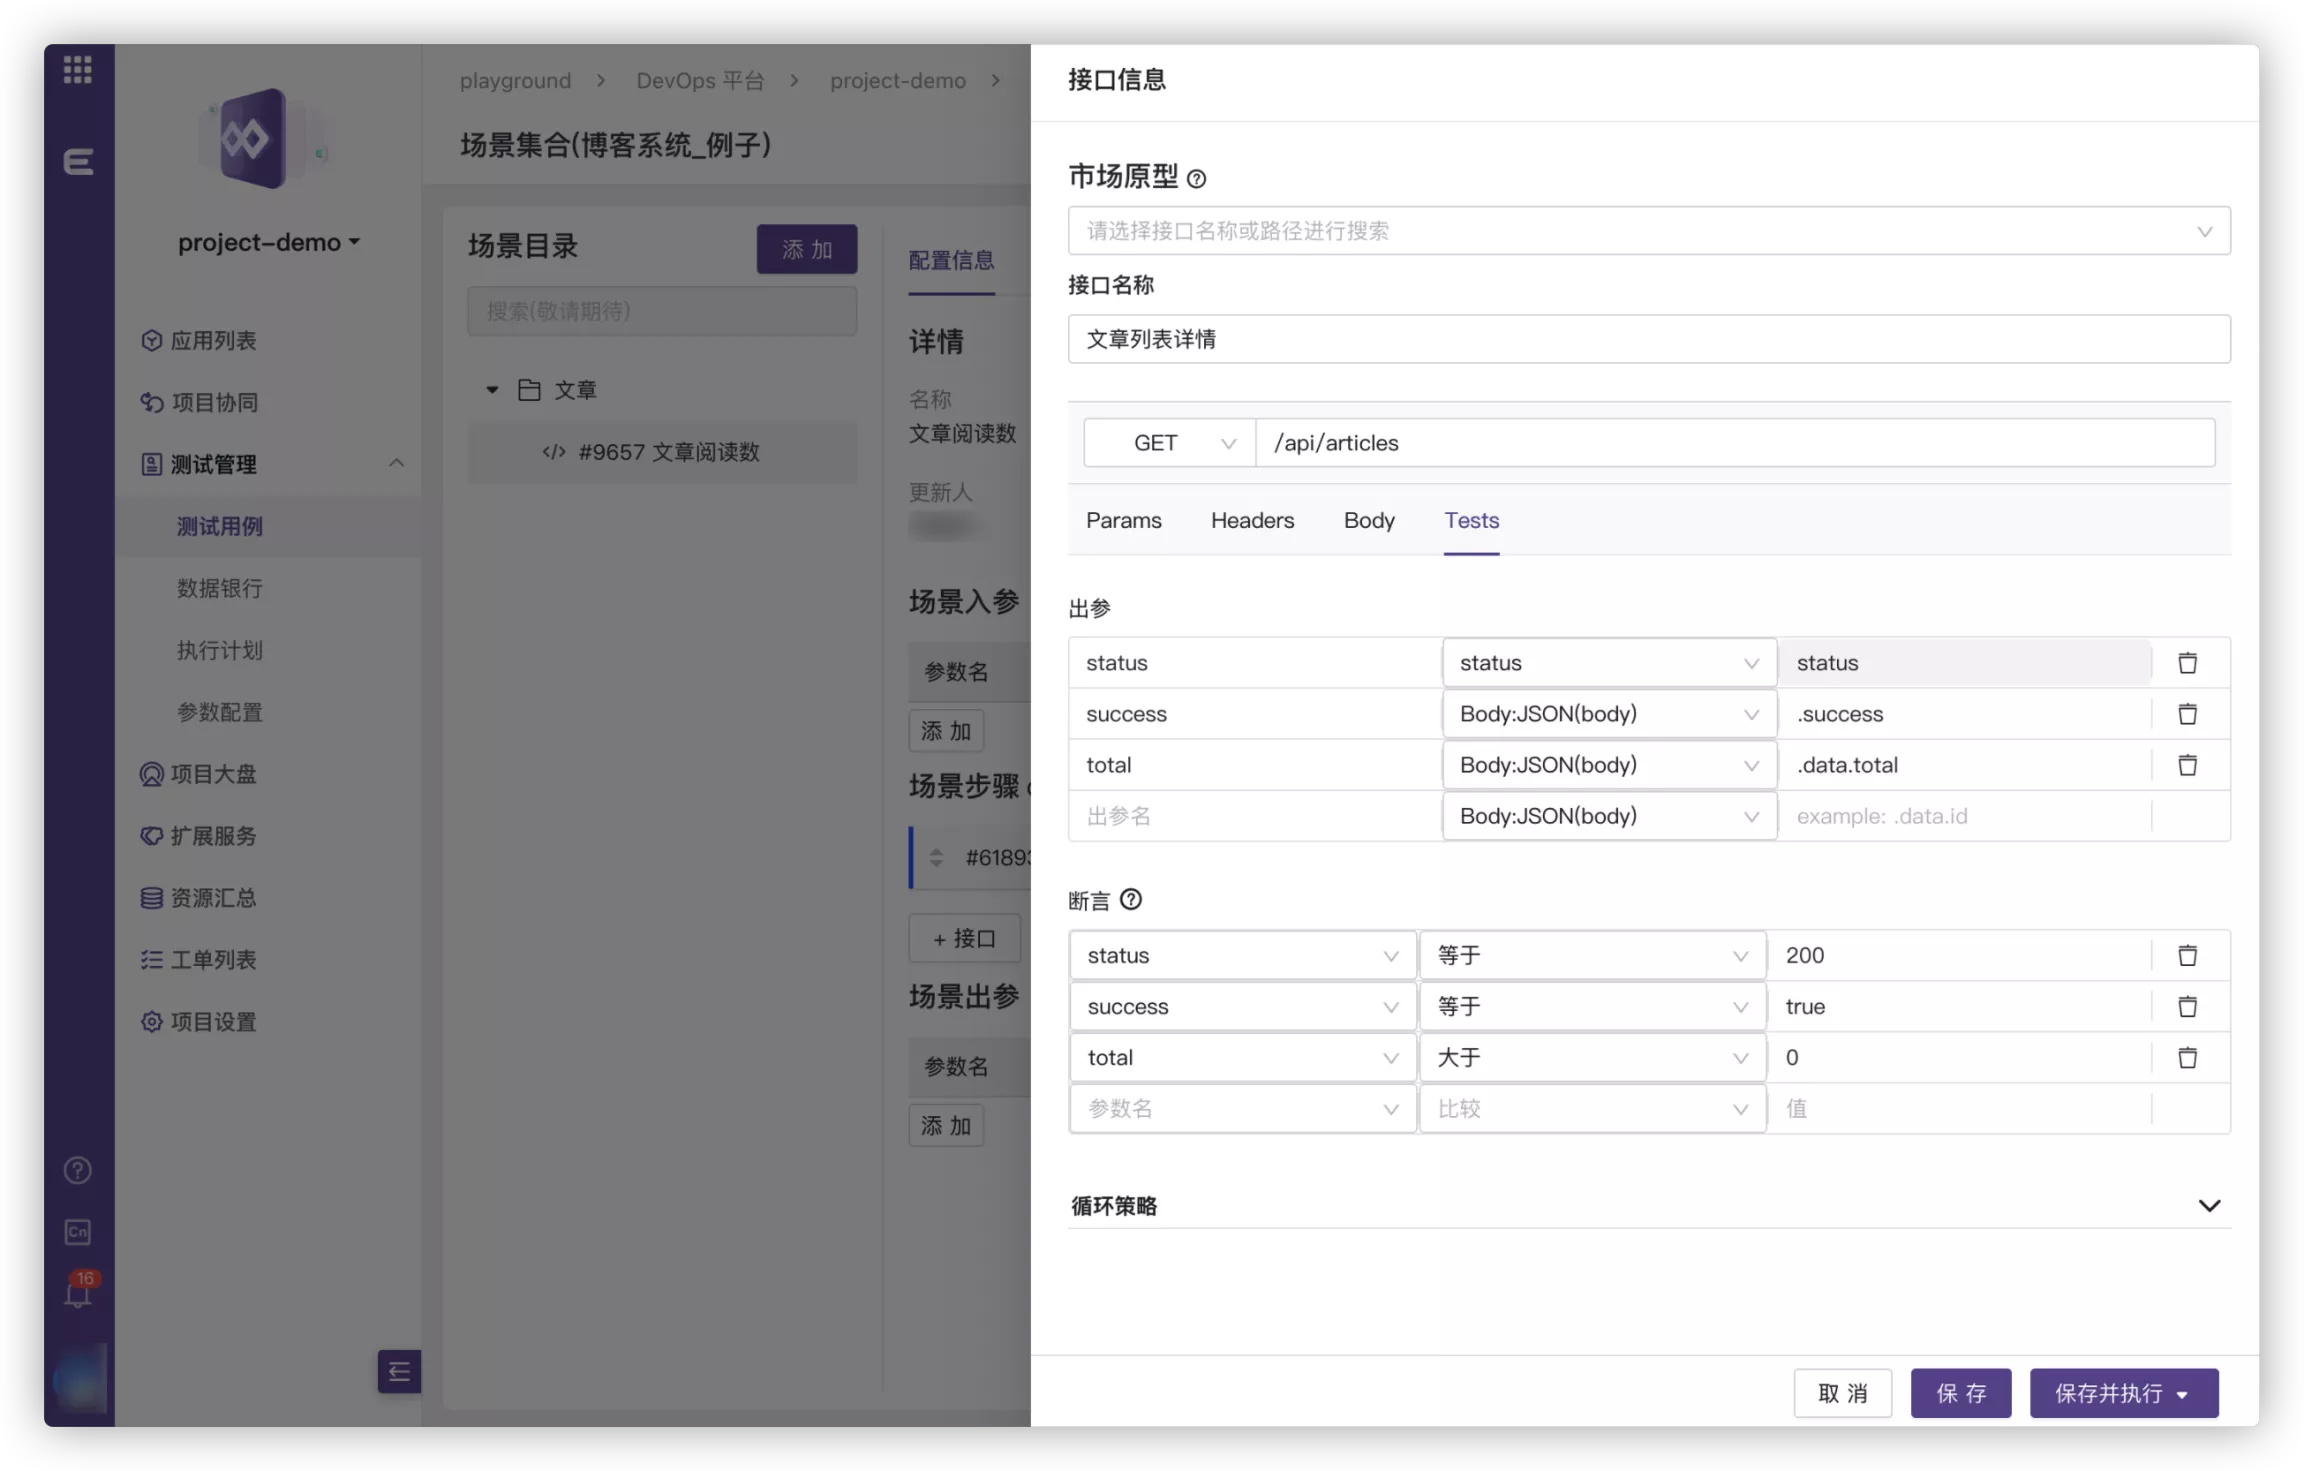 playground > DevOps 平台 > project-demo >
场景集合(博客系统_例子)
project-demo
应用列表
项目协同
测试管理
测试用例
数据银行
执行计划
参数配置
项目大盘
扩展服务
资源汇总
工单列表
项目设置
Cn
16
场景目录
添 加
搜索(敬请期待)
文章
</> #9657 文章阅读数
配置信息
详情
名称
文章阅读数
更新人
场景入参
参数名
添 加
场景步骤
#6189
+ 接口
场景出参
参数名
添 加
接口信息
市场原型
请选择接口名称或路径进行搜索
接口名称
文章列表详情
GET /api/articles
Params Headers Body Tests
出参
status status status
success Body:JSON(body) .success
total Body:JSON(body) .data.total
出参名 Body:JSON(body) example: .data.id
断言
status 等于 200
success 等于 true
total 大于 0
参数名 比较 值
循环策略
取 消 保 存 保存并执行